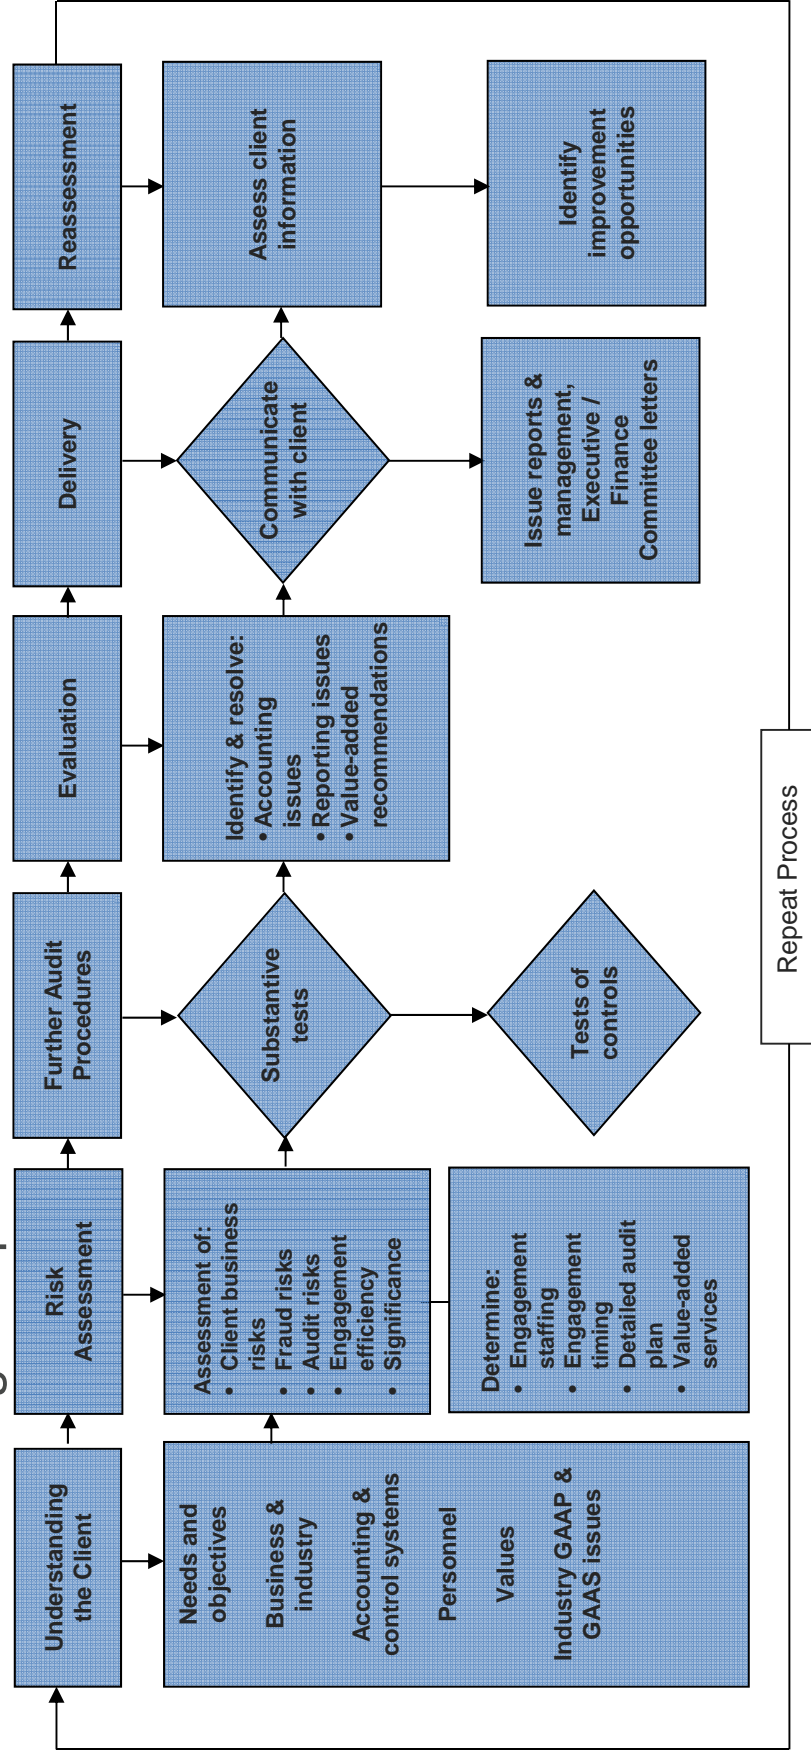 Understanding
the Client
Risk
Assessment
Further Audit
Procedures
Evaluation
Delivery
Reassessment
Needs and
objectives
Business &
industry
Accounting &
control systems
Personnel
Values
Industry GAAP &
GAAS issues
Assessment of:
• Client business
risks
• Fraud risks
• Audit risks
• Engagement
efficiency
• Significance
Determine:
• Engagement
staffing
• Engagement
timing
• Detailed audit
plan
• Value-added
services
Substantive
tests
Tests of
controls
Identify & resolve:
• Accounting
issues
• Reporting issues
• Value-added
recommendations
Communicate
with client
Issue reports &
management,
Executive /
Finance
Committee letters
Assess client
information
Identify
improvement
opportunities
Repeat Process